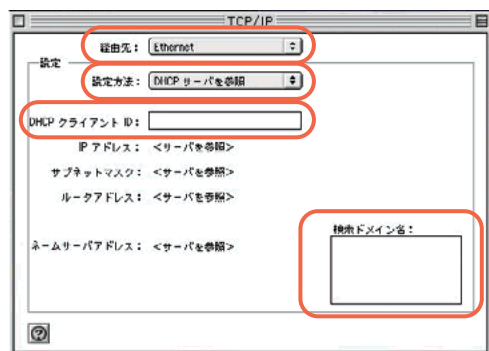 TCP/IP
経由先： Ethernet
設定
設定方法： DHCP サーバを参照
DHCP クライアント ID：
IP アドレス： <サーバを参照>
サブネットマスク： <サーバを参照>
ルータアドレス： <サーバを参照>
検索ドメイン名：
ネームサーバアドレス： <サーバを参照>
?